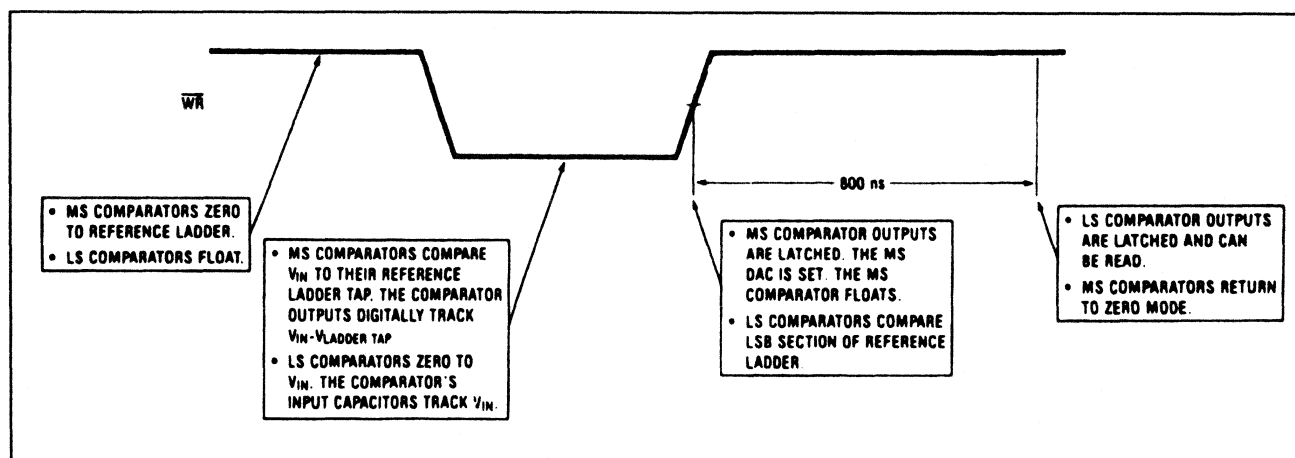 W̅R̅
800 ns
• MS COMPARATORS ZERO
TO REFERENCE LADDER.
• LS COMPARATORS FLOAT.
• MS COMPARATORS COMPARE
VIN TO THEIR REFERENCE
LADDER TAP. THE COMPARATOR
OUTPUTS DIGITALLY TRACK
VIN-VLADDER TAP
• LS COMPARATORS ZERO TO
VIN. THE COMPARATOR'S
INPUT CAPACITORS TRACK VIN.
• MS COMPARATOR OUTPUTS
ARE LATCHED. THE MS
DAC IS SET. THE MS
COMPARATOR FLOATS.
• LS COMPARATORS COMPARE
LSB SECTION OF REFERENCE
LADDER.
• LS COMPARATOR OUTPUTS
ARE LATCHED AND CAN
BE READ.
• MS COMPARATORS RETURN
TO ZERO MODE.